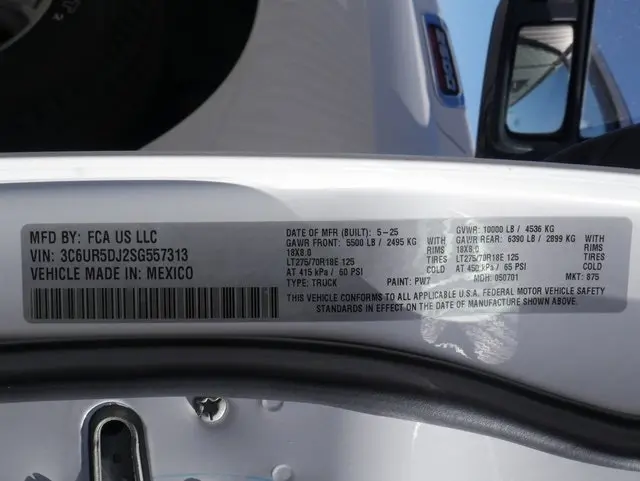 MFD BY: FCA US LLC
VIN: 3C6UR5DJ2SG557313
VEHICLE MADE IN: MEXICO
DATE OF MFR (BUILT): 5-25
GAWR FRONT: 5500 LB / 2495 KG WITH
18X8.0 RIMS
LT275/70R18E 125 TIRES
AT 415 kPa / 60 PSI COLD
TYPE: TRUCK PAINT: PW7
GVWR: 10000 LB / 4536 KG
GAWR REAR: 6390 LB / 2899 KG WITH
18X8.0 RIMS
LT275/70R18E 125 TIRES
AT 450 kPa / 65 PSI COLD
MDH: 050701 MKT: 875
THIS VEHICLE CONFORMS TO ALL APPLICABLE U.S.A. FEDERAL MOTOR VEHICLE SAFETY
STANDARDS IN EFFECT ON THE DATE OF MANUFACTURE SHOWN ABOVE.